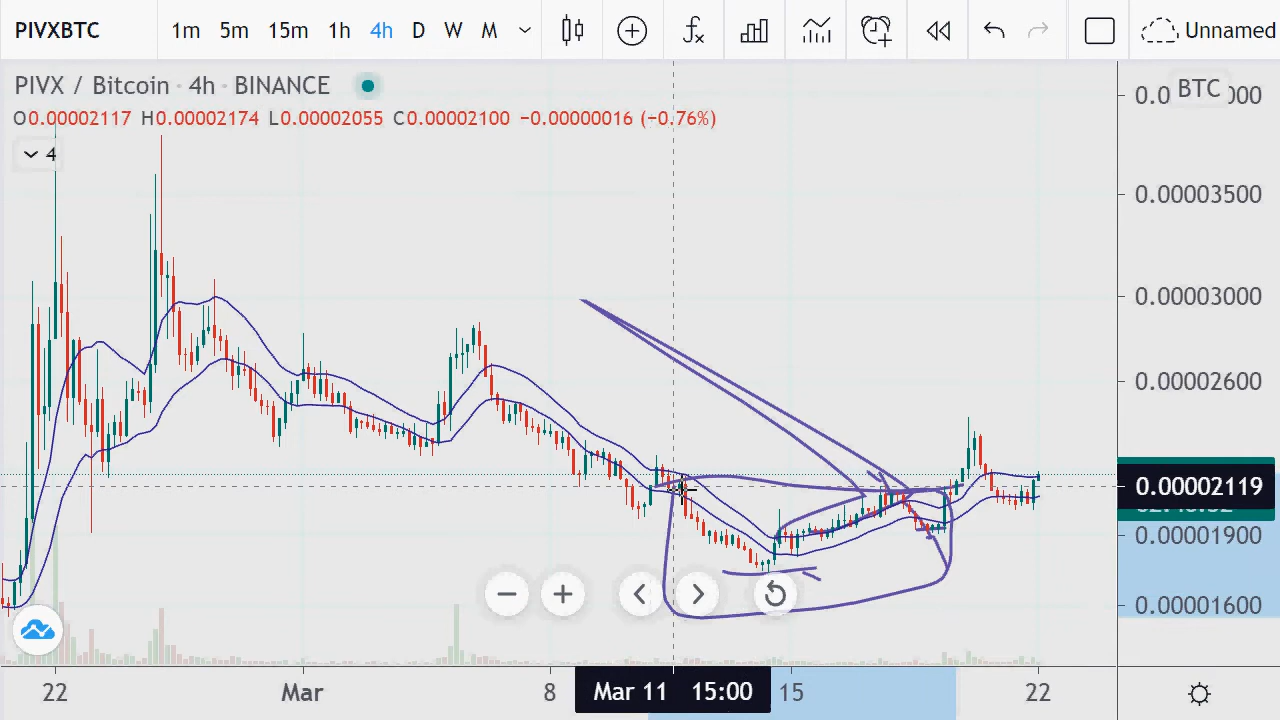 PIVXBTC 1m 5m 15m 1h 4h D W M Unnamed
PIVX / Bitcoin · 4h · BINANCE
BTC
O0.00002117 H0.00002174 L0.00002055 C0.00002100 −0.00000016 (−0.76%)
4
0.00003500
0.00003000
0.00002600
0.00002119
0.00001900
0.00001600
22 Mar 8 Mar 11 15:00 15 22